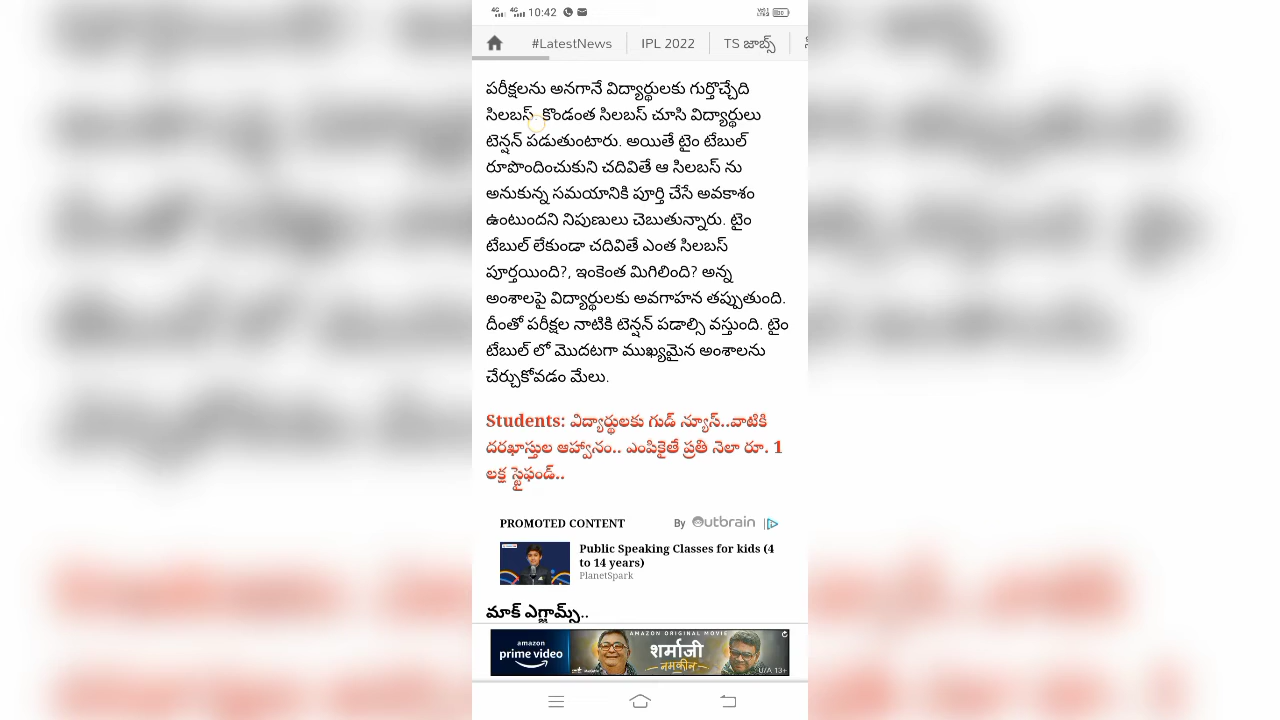 10:42
#LatestNews IPL 2022 TS జాబ్స్
పరీక్షలను అనగానే విద్యార్థులకు గుర్తొచ్చేది
సిలబస్. కొండంత సిలబస్ చూసి విద్యార్థులు
టెన్షన్ పడుతుంటారు. అయితే టైం టేబుల్
రూపొందించుకుని చదివితే ఆ సిలబస్ ను
అనుకున్న సమయానికి పూర్తి చేసే అవకాశం
ఉంటుందని నిపుణులు చెబుతున్నారు. టైం
టేబుల్ లేకుండా చదివితే ఎంత సిలబస్
పూర్తయింది?, ఇంకెంత మిగిలింది? అన్న
అంశాలపై విద్యార్థులకు అవగాహన తప్పుతుంది.
దీంతో పరీక్షల నాటికి టెన్షన్ పడాల్సి వస్తుంది. టైం
టేబుల్ లో మొదటగా ముఖ్యమైన అంశాలను
చేర్చుకోవడం మేలు.
Students: విద్యార్థులకు గుడ్ న్యూస్..వాటికి
దరఖాస్తుల ఆహ్వానం.. ఎంపికైతే ప్రతి నెలా రూ. 1
లక్ష స్టైఫండ్..
PROMOTED CONTENT By Outbrain
Public Speaking Classes for kids (4
to 14 years)
PlanetSpark
మాక్ ఎగ్జామ్స్..
AMAZON ORIGINAL MOVIE
amazon
prime video
शर्माजी
नमकीन
U/A 13+